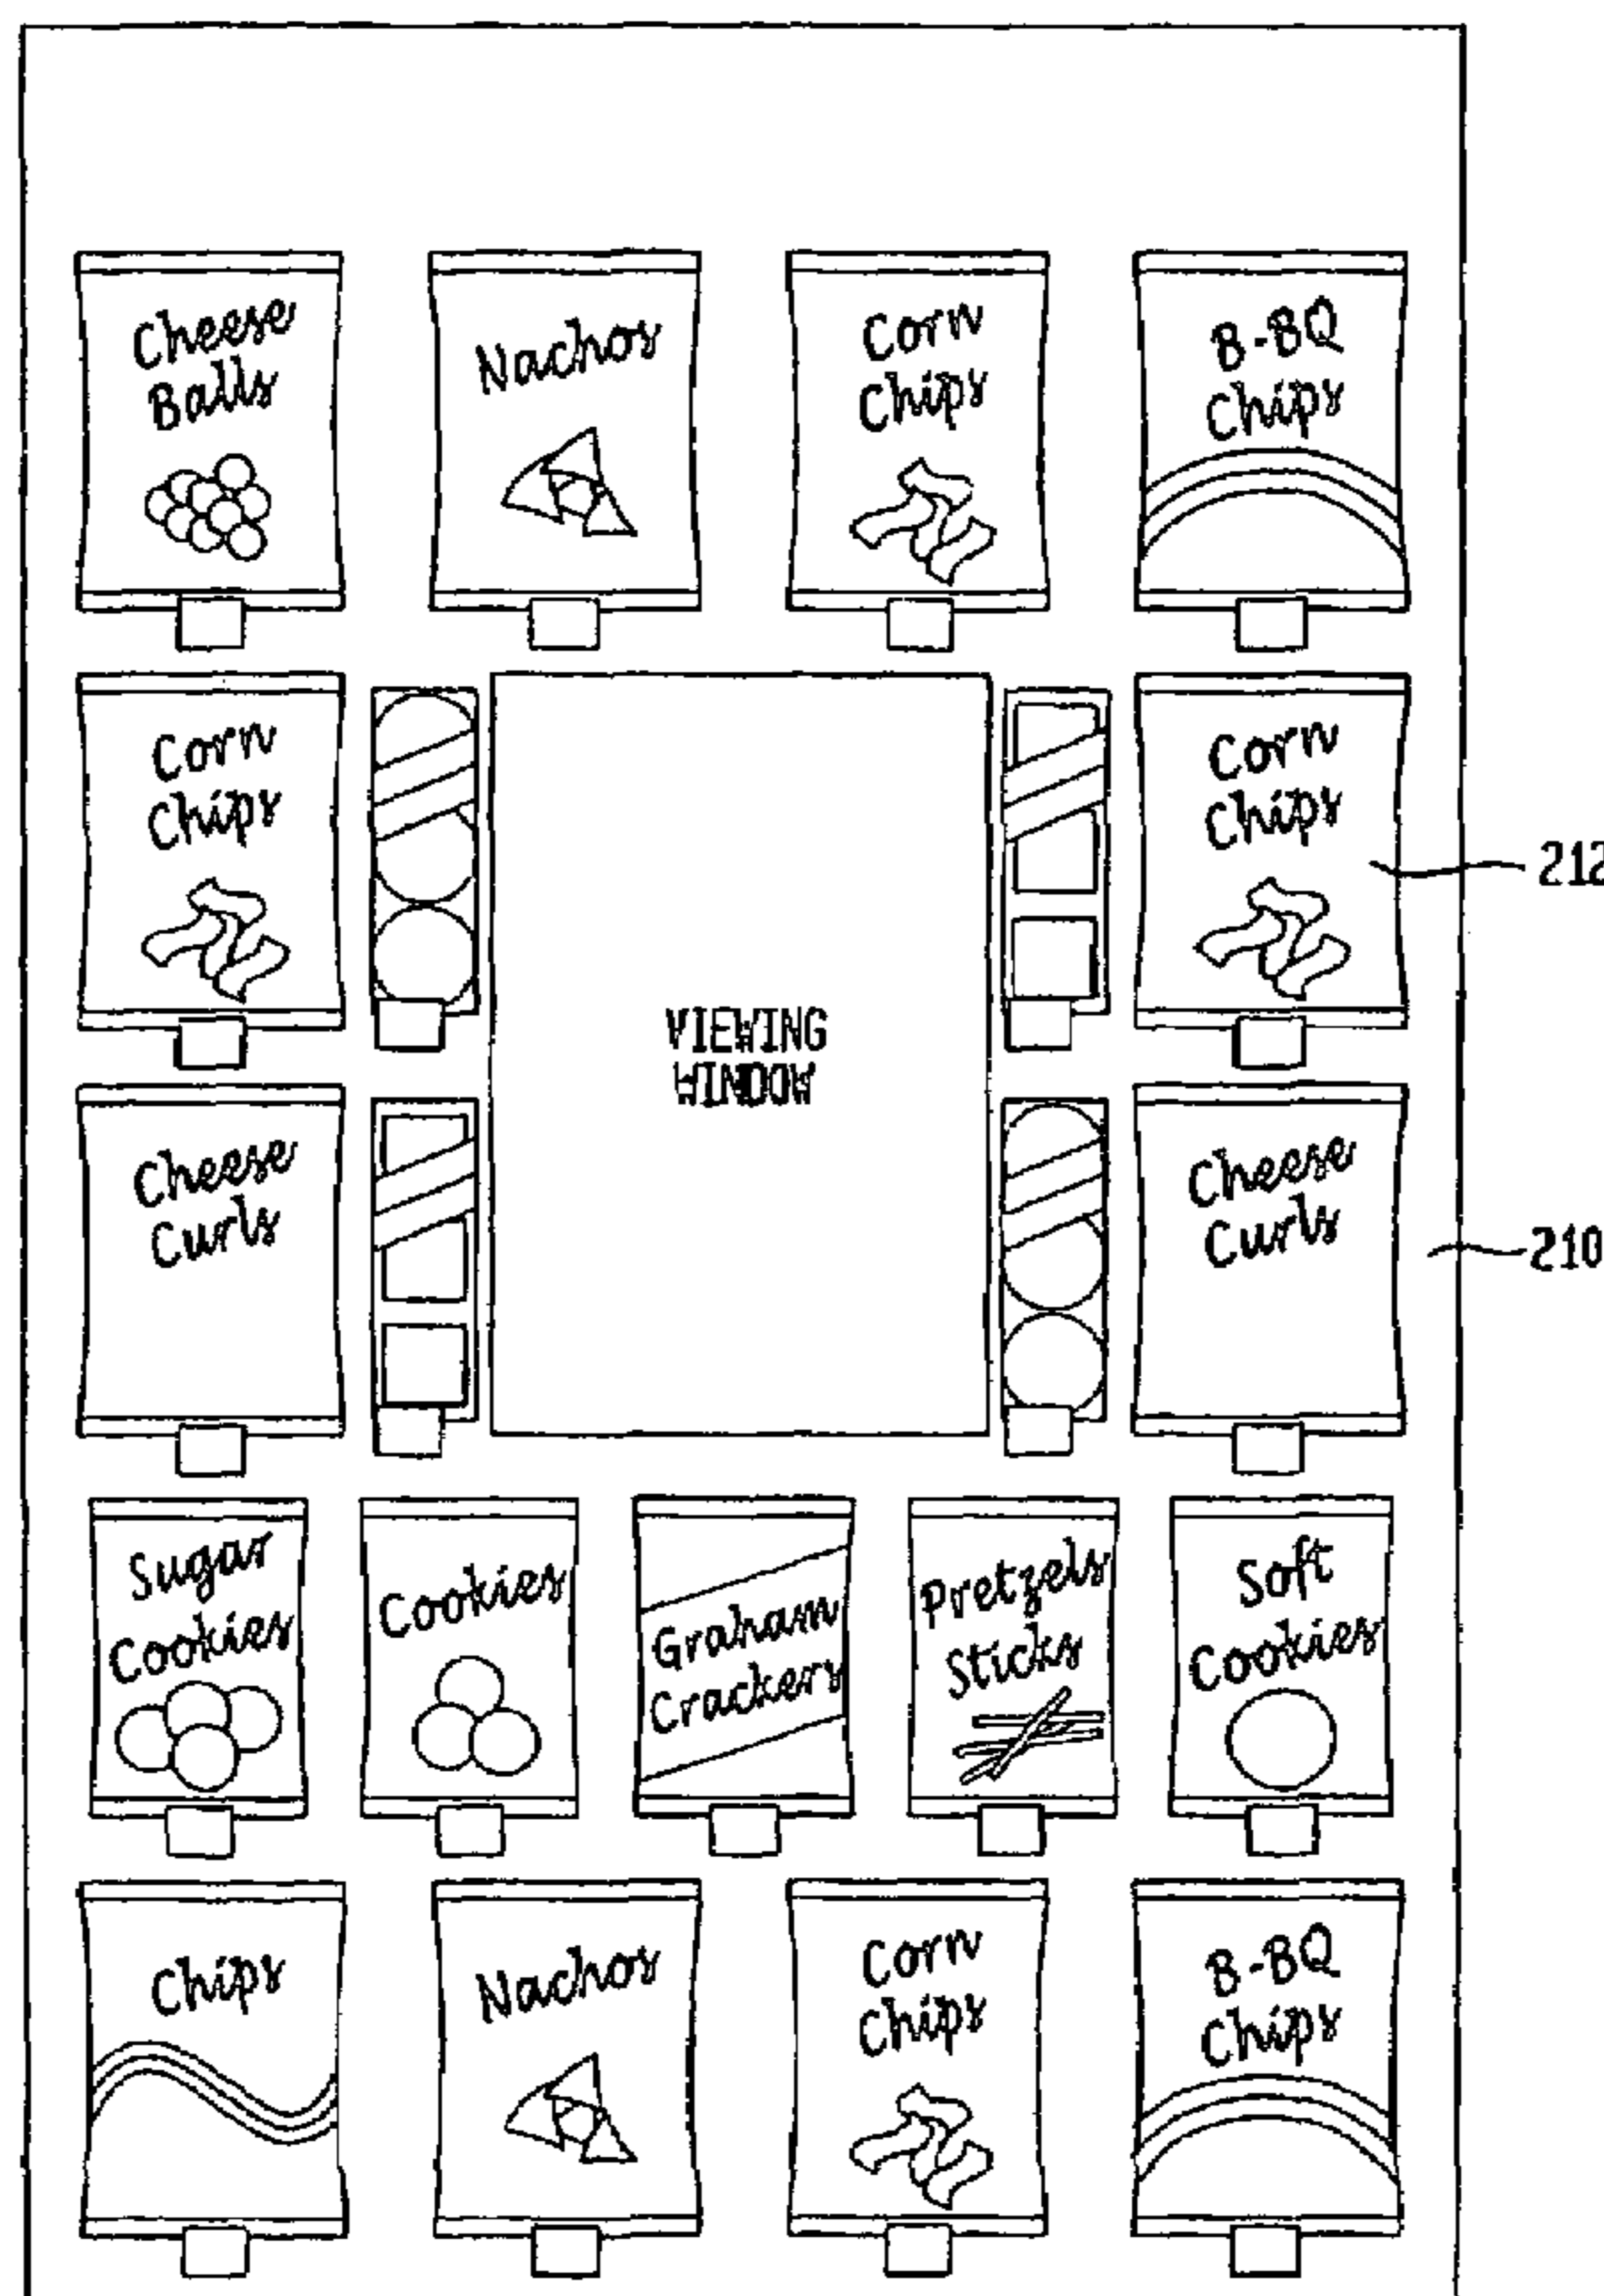 Cheese
Balls
Nachos
Corn
Chips
B-BQ
Chips
Corn
Chips
Corn
Chips
212
VIEWING
WINDOW
Cheese
Curls
Cheese
Curls
210
Sugar
Cookies
Cookies
Graham
Crackers
Pretzels
Sticks
Soft
Cookies
Chips
Nachos
Corn
Chips
B-BQ
Chips